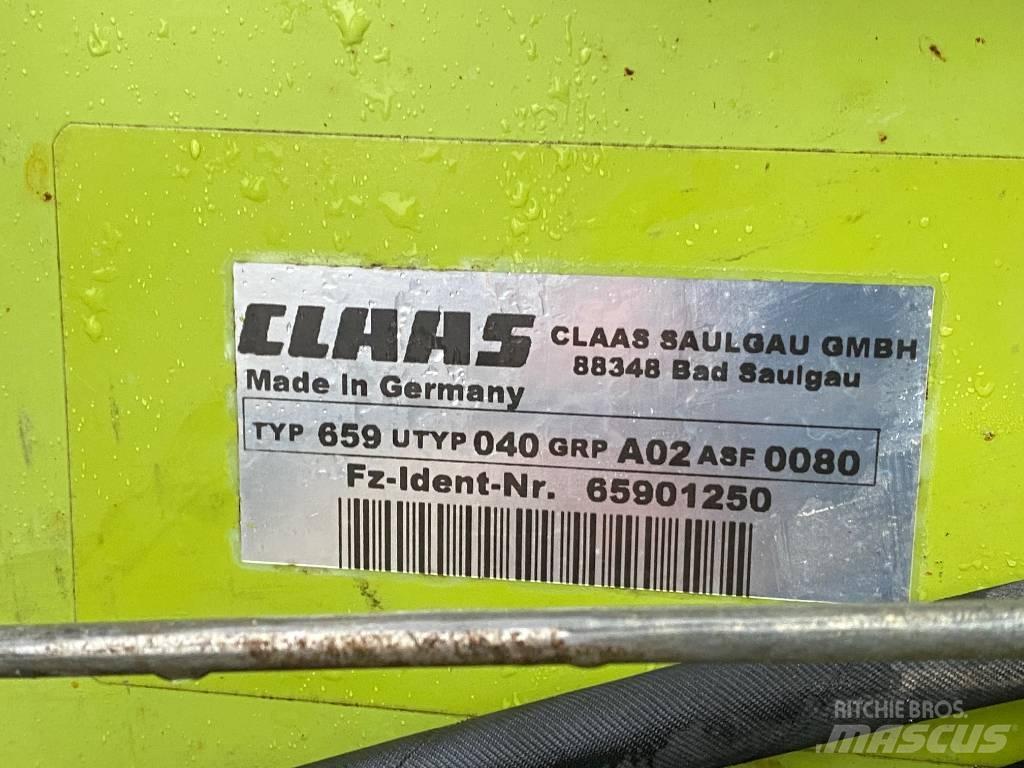 CLAAS
CLAAS SAULGAU GMBH
88348 Bad Saulgau
Made in Germany
TYP 659 UTYP 040 GRP A02 ASF 0080
Fz-Ident-Nr. 65901250
RITCHIE BROS.
MASCUS